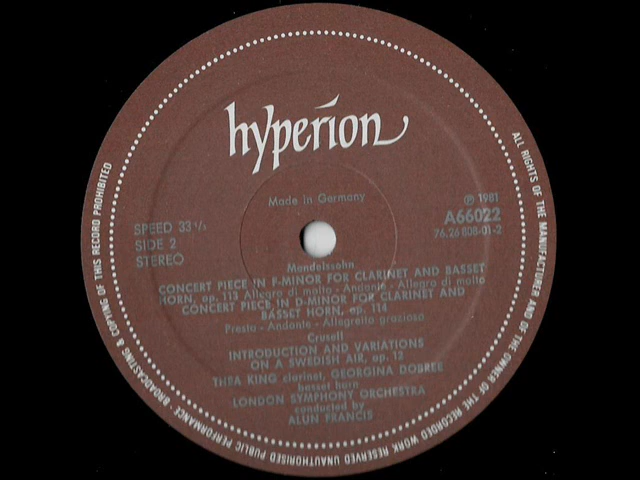 hyperion
Made in Germany
SPEED 33 1/3
SIDE 2
STEREO
℗ 1981
A66022
76.26 808-01-2
Mendelssohn
CONCERT PIECE IN F-MINOR FOR CLARINET AND BASSET
HORN, op. 113 Allegro di molto - Andante - Allegro di molto
CONCERT PIECE IN D-MINOR FOR CLARINET AND
BASSET HORN, op. 114
Presto - Andante - Allegretto grazioso
Crusell
INTRODUCTION AND VARIATIONS
ON A SWEDISH AIR, op. 12
THEA KING clarinet, GEORGINA DOBREE
basset horn
LONDON SYMPHONY ORCHESTRA
conducted by
ALUN FRANCIS
ALL RIGHTS OF THE MANUFACTURER AND OF THE OWNER OF THE RECORDED WORK RESERVED UNAUTHORISED PUBLIC PERFORMANCE BROADCASTING & COPYING OF THIS RECORD PROHIBITED